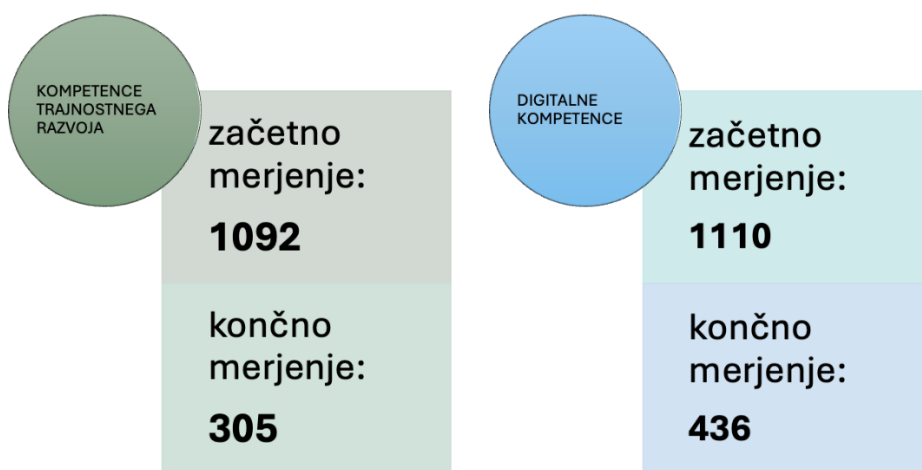 KOMPETENCE
TRAJNOSTNEGA
RAZVOJA
začetno
merjenje:
1092
končno
merjenje:
305
DIGITALNE
KOMPETENCE
začetno
merjenje:
1110
končno
merjenje:
436